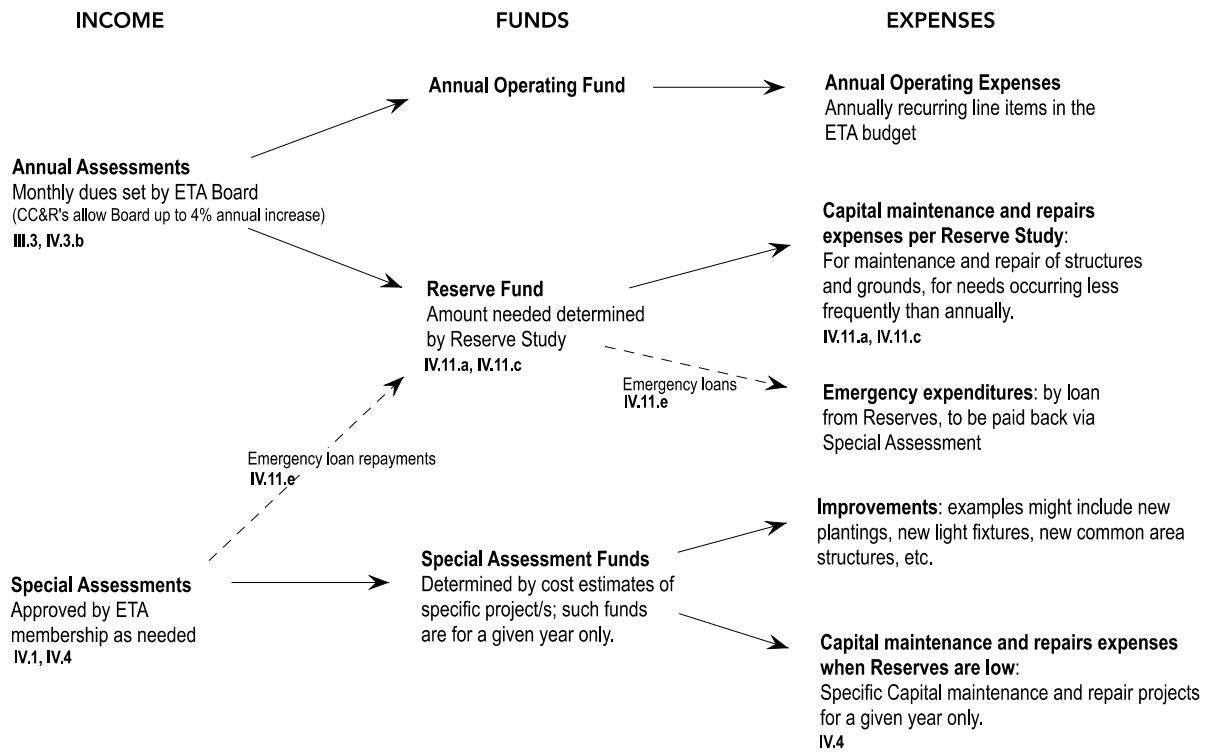 INCOME
FUNDS
EXPENSES
Annual Assessments
Monthly dues set by ETA Board
(CC&R's allow Board up to 4% annual increase)
III.3, IV.3.b
Special Assessments
Approved by ETA
membership as needed
IV.1, IV.4
Emergency loan repayments
IV.11.e
Annual Operating Fund
Reserve Fund
Amount needed determined
by Reserve Study
IV.11.a, IV.11.c
Emergency loans
IV.11.e
Special Assessment Funds
Determined by cost estimates of
specific project/s; such funds
are for a given year only.
Annual Operating Expenses
Annually recurring line items in the
ETA budget
Capital maintenance and repairs
expenses per Reserve Study:
For maintenance and repair of structures
and grounds, for needs occurring less
frequently than annually.
IV.11.a, IV.11.c
Emergency expenditures: by loan
from Reserves, to be paid back via
Special Assessment
Improvements: examples might include new
plantings, new light fixtures, new common area
structures, etc.
Capital maintenance and repairs expenses
when Reserves are low:
Specific Capital maintenance and repair projects
for a given year only.
IV.4